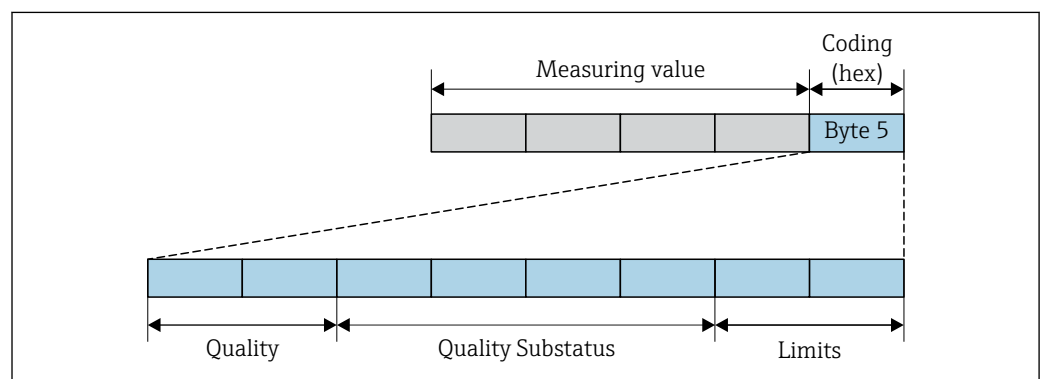 Coding
Measuring value
(hex)
Byte 5
Quality
Quality Substatus
Limits